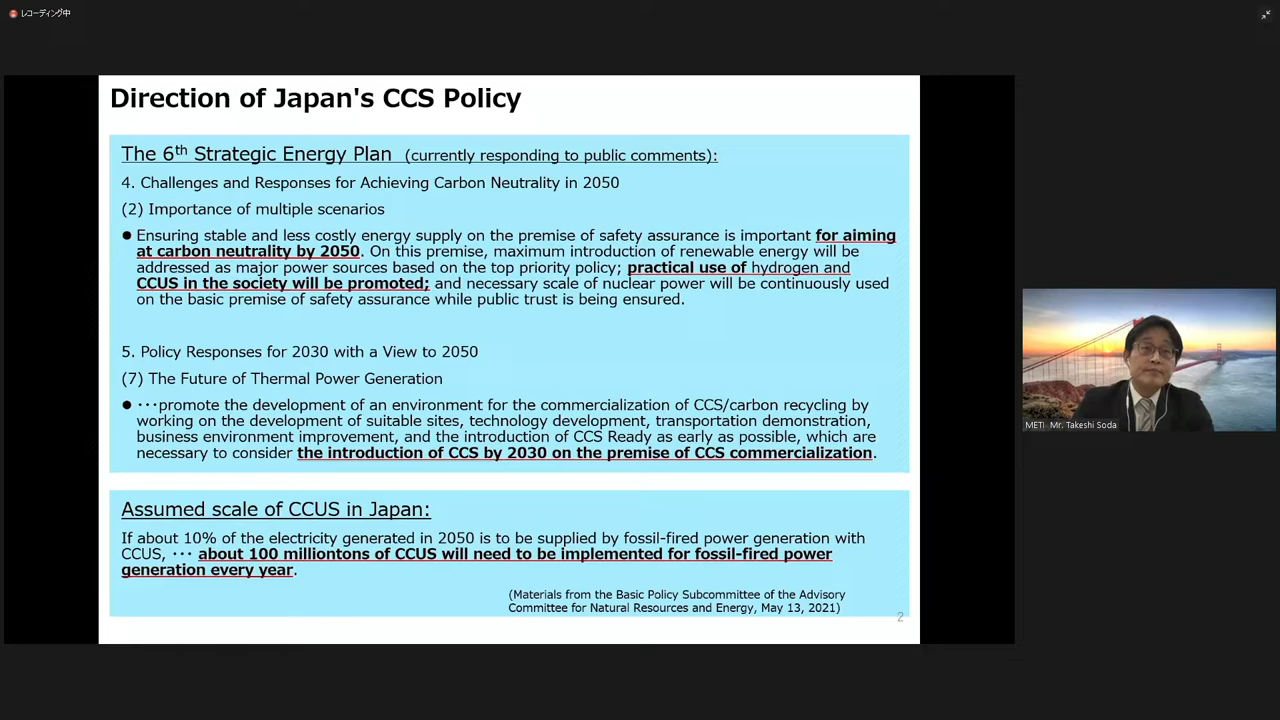 レコーディング中
Direction of Japan's CCS Policy
The 6th Strategic Energy Plan (currently responding to public comments):
4. Challenges and Responses for Achieving Carbon Neutrality in 2050
(2) Importance of multiple scenarios
● Ensuring stable and less costly energy supply on the premise of safety assurance is important for aiming
at carbon neutrality by 2050. On this premise, maximum introduction of renewable energy will be
addressed as major power sources based on the top priority policy; practical use of hydrogen and
CCUS in the society will be promoted; and necessary scale of nuclear power will be continuously used
on the basic premise of safety assurance while public trust is being ensured.
5. Policy Responses for 2030 with a View to 2050
(7) The Future of Thermal Power Generation
● ･･･promote the development of an environment for the commercialization of CCS/carbon recycling by
working on the development of suitable sites, technology development, transportation demonstration,
business environment improvement, and the introduction of CCS Ready as early as possible, which are
necessary to consider the introduction of CCS by 2030 on the premise of CCS commercialization.
Assumed scale of CCUS in Japan:
If about 10% of the electricity generated in 2050 is to be supplied by fossil-fired power generation with
CCUS, ･･･ about 100 milliontons of CCUS will need to be implemented for fossil-fired power
generation every year.
(Materials from the Basic Policy Subcommittee of the Advisory
Committee for Natural Resources and Energy, May 13, 2021)
2
METI Mr. Takeshi Soda